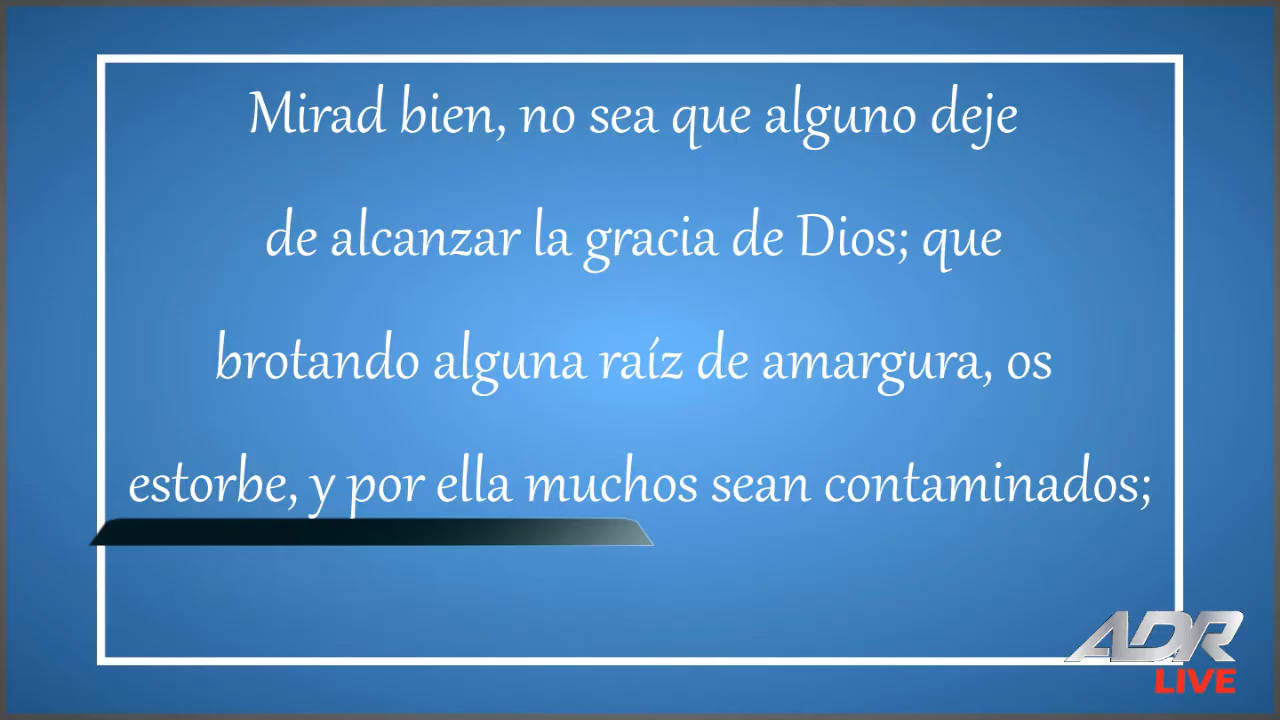 Mirad bien, no sea que alguno deje
de alcanzar la gracia de Dios; que
brotando alguna raíz de amargura, os
estorbe, y por ella muchos sean contaminados;
ADR
LIVE